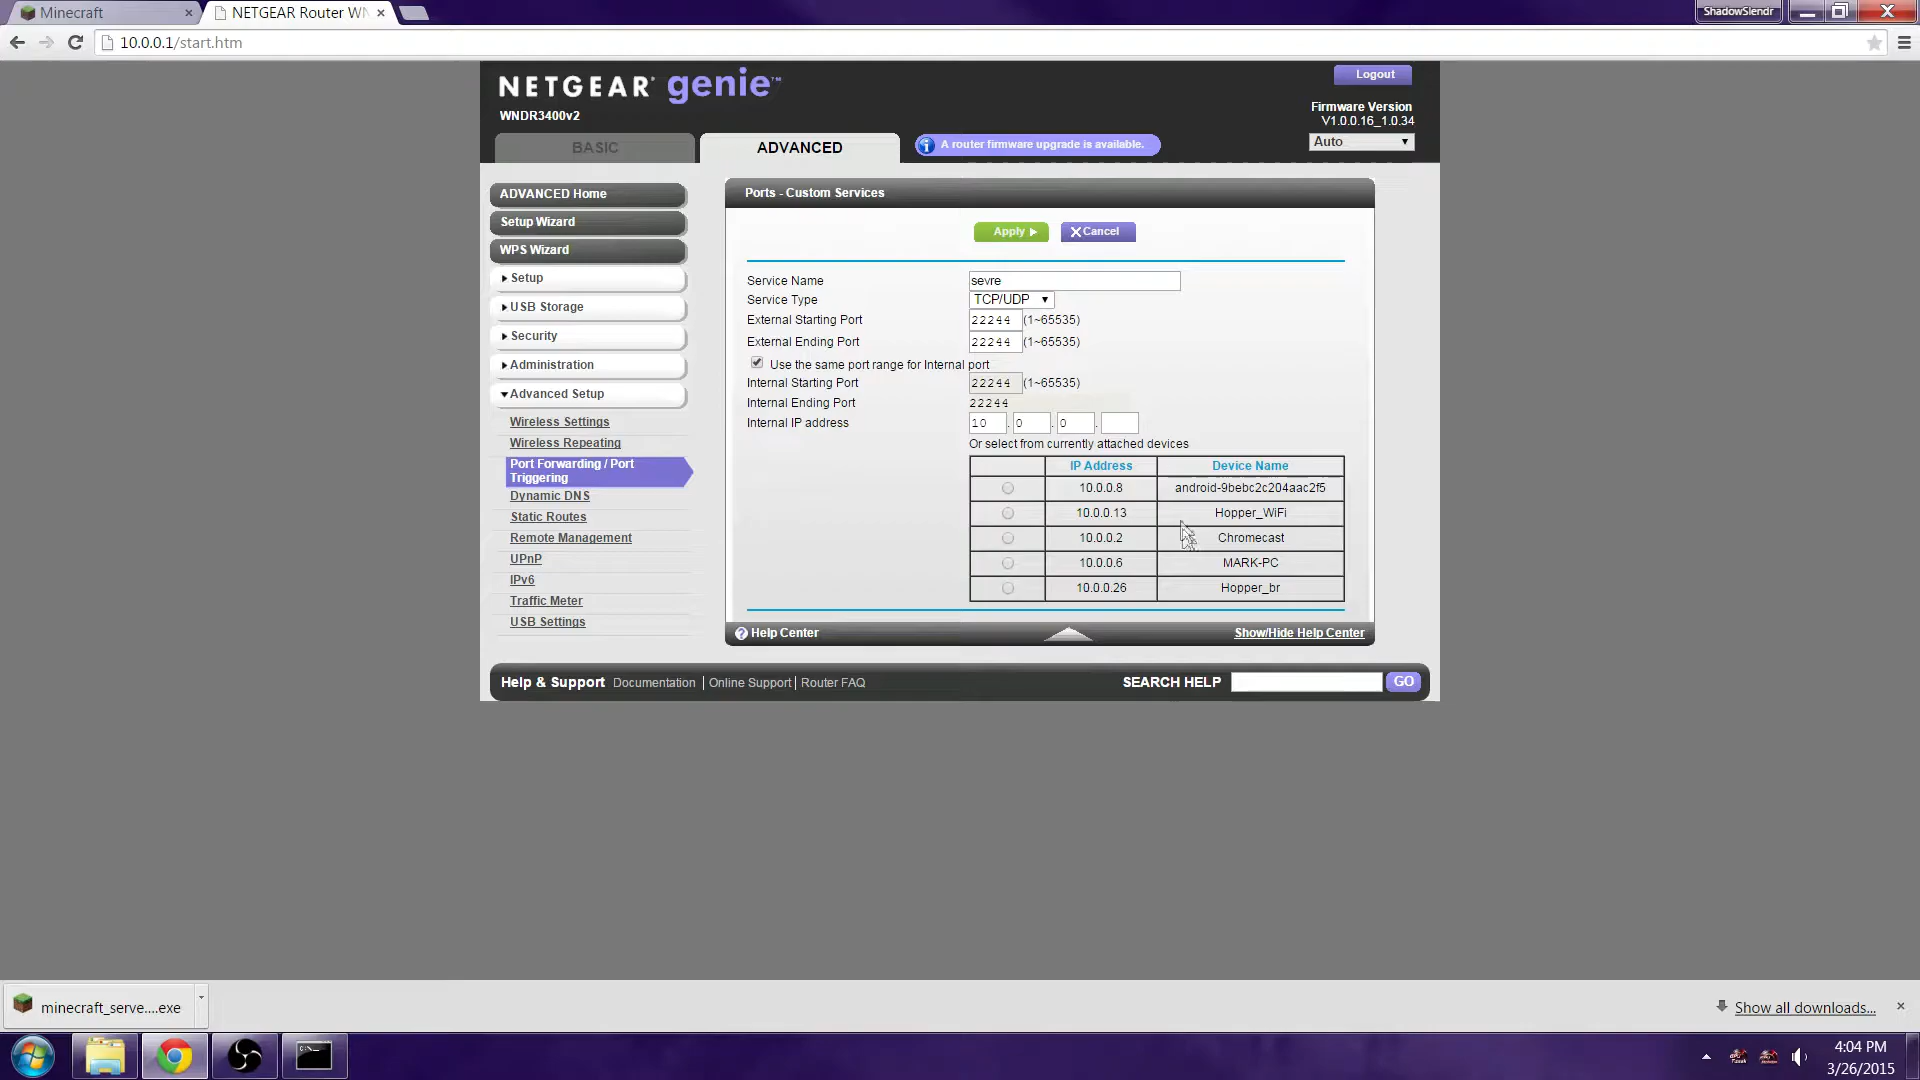 Minecraft
NETGEAR Router WN
ShadowSlendr
10.0.0.1/start.htm
NETGEAR® genie™
WNDR3400v2
Logout
Firmware Version
V1.0.0.16_1.0.34
BASIC
ADVANCED
A router firmware upgrade is available.
Auto
ADVANCED Home
Setup Wizard
WPS Wizard
Setup
USB Storage
Security
Administration
Advanced Setup
Wireless Settings
Wireless Repeating
Port Forwarding / Port
Triggering
Dynamic DNS
Static Routes
Remote Management
UPnP
IPv6
Traffic Meter
USB Settings
Ports - Custom Services
Apply
Cancel
Service Name sevre
Service Type TCP/UDP
External Starting Port 22244 (1~65535)
External Ending Port 22244 (1~65535)
Use the same port range for Internal port
Internal Starting Port 22244 (1~65535)
Internal Ending Port 22244
Internal IP address 10 . 0 . 0 .
Or select from currently attached devices
IP Address Device Name
10.0.0.8 android-9bebc2c204aac2f5
10.0.0.13 Hopper_WiFi
10.0.0.2 Chromecast
10.0.0.6 MARK-PC
10.0.0.26 Hopper_br
Help Center
Show/Hide Help Center
Help & Support Documentation | Online Support | Router FAQ
SEARCH HELP GO
minecraft_serve....exe
Show all downloads...
4:04 PM
3/26/2015